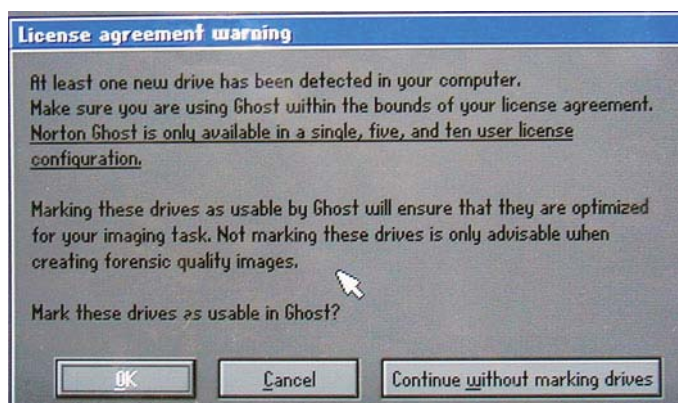 License agreement warning
At least one new drive has been detected in your computer.
Make sure you are using Ghost within the bounds of your license agreement.
Norton Ghost is only available in a single, five, and ten user license
configuration.
Marking these drives as usable by Ghost will ensure that they are optimized
for your imaging task. Not marking these drives is only advisable when
creating forensic quality images.
Mark these drives as usable in Ghost?
OK
Cancel
Continue without marking drives